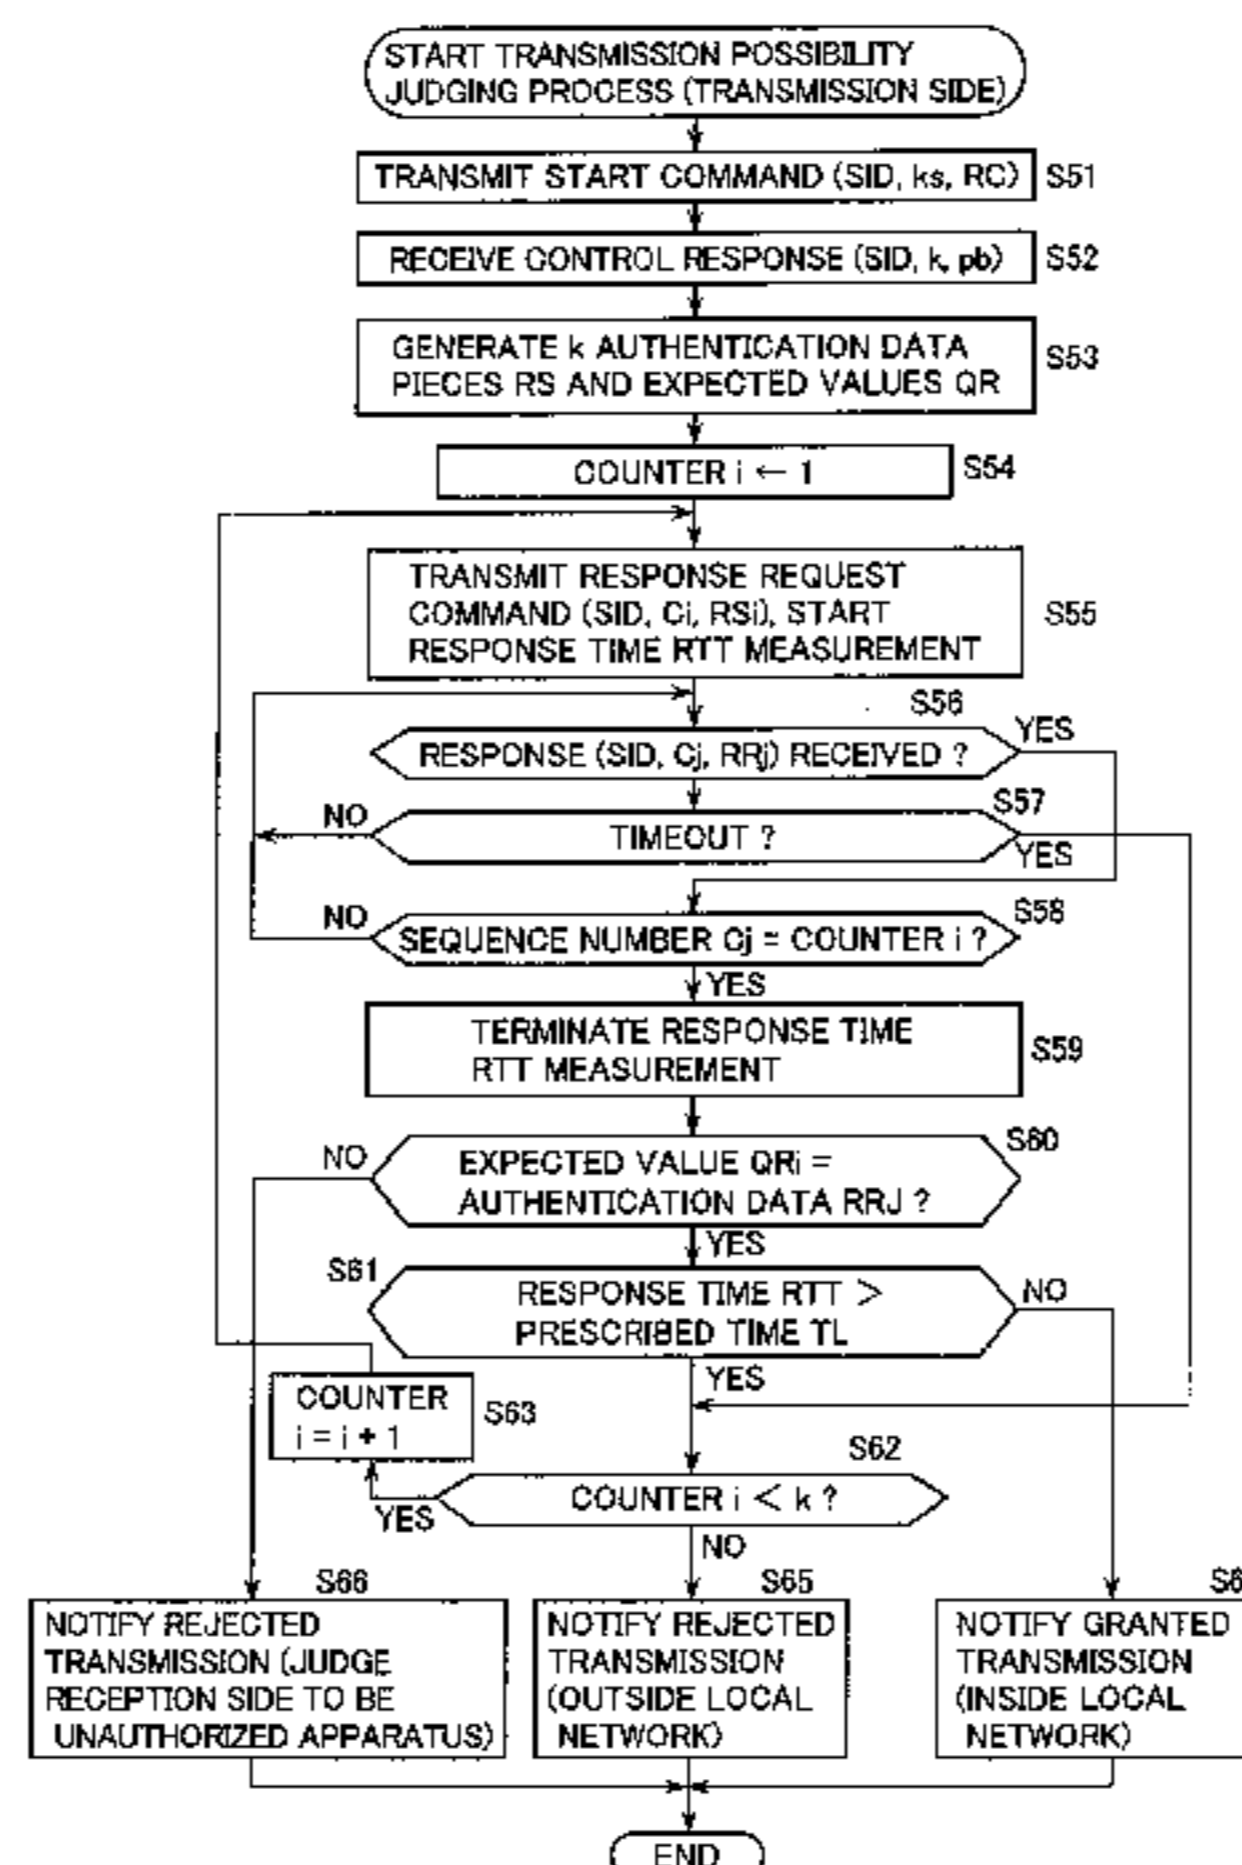 START TRANSMISSION POSSIBILITY
JUDGING PROCESS (TRANSMISSION SIDE)
TRANSMIT START COMMAND (SID, ks, RC)
S51
RECEIVE CONTROL RESPONSE (SID, k, pb)
S52
GENERATE k AUTHENTICATION DATA
PIECES RS AND EXPECTED VALUES QR
S53
COUNTER i ← 1
S54
TRANSMIT RESPONSE REQUEST
COMMAND (SID, Ci, RSi), START
RESPONSE TIME RTT MEASUREMENT
S55
S56
RESPONSE (SID, Cj, RRj) RECEIVED ?
YES
S57
NO
TIMEOUT ?
YES
S58
NO
SEQUENCE NUMBER Cj = COUNTER i ?
YES
TERMINATE RESPONSE TIME
RTT MEASUREMENT
S59
S60
NO
EXPECTED VALUE QRi =
AUTHENTICATION DATA RRJ ?
YES
S61
RESPONSE TIME RTT >
PRESCRIBED TIME TL
NO
YES
COUNTER
i = i + 1
S63
S62
COUNTER i < k ?
YES
NO
S66
NOTIFY REJECTED
TRANSMISSION (JUDGE
RECEPTION SIDE TO BE
UNAUTHORIZED APPARATUS)
S65
NOTIFY REJECTED
TRANSMISSION
(OUTSIDE LOCAL
NETWORK)
NOTIFY GRANTED
TRANSMISSION
(INSIDE LOCAL
NETWORK)
END